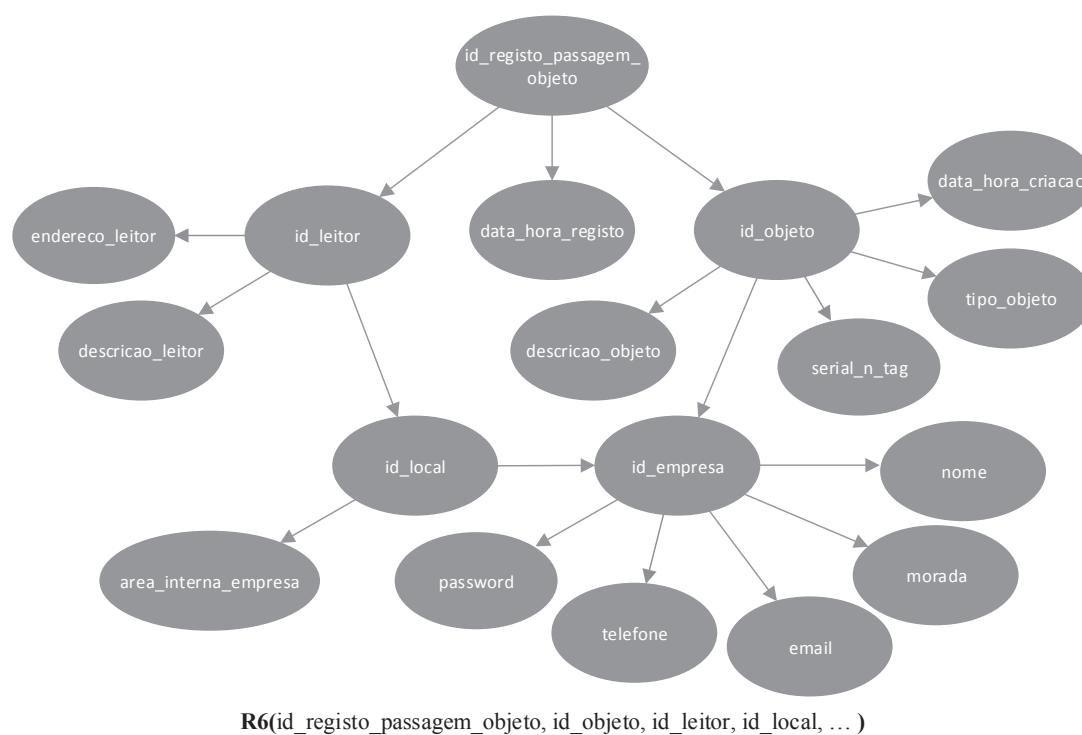 id_registo_passagem_
objeto
data_hora_criacac
endereco_leitor
id_leitor
data_hora_registo
id_objeto
tipo_objeto
descricao_leitor
descricao_objeto
serial_n_tag
id_local
id_empresa
nome
area_interna_empresa
password
morada
telefone
email
R6(id_registo_passagem_objeto, id_objeto, id_leitor, id_local, … )